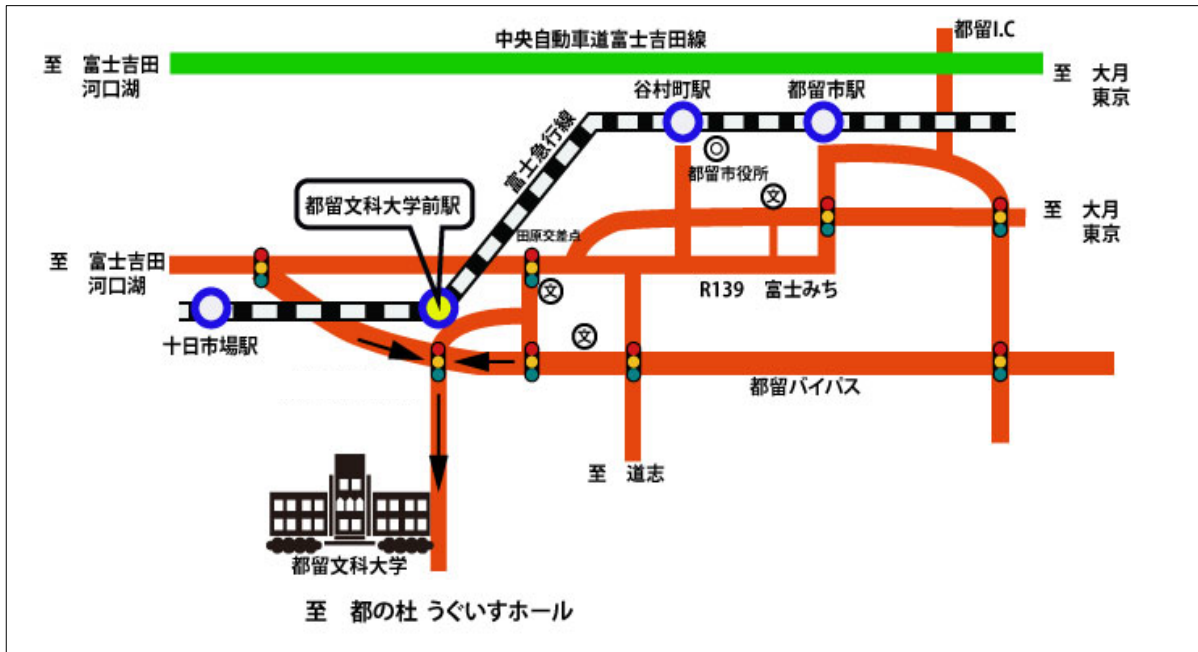 中央自動車道富士吉田線
都留I.C
至 富士吉田
河口湖
至 大月
東京
谷村町駅
都留市駅
富士急行線
都留市役所
文
都留文科大学前駅
至 大月
東京
田原交差点
至 富士吉田
河口湖
文
R139 富士みち
十日市場駅
文
都留バイパス
至 道志
都留文科大学
至 都の杜 うぐいすホール